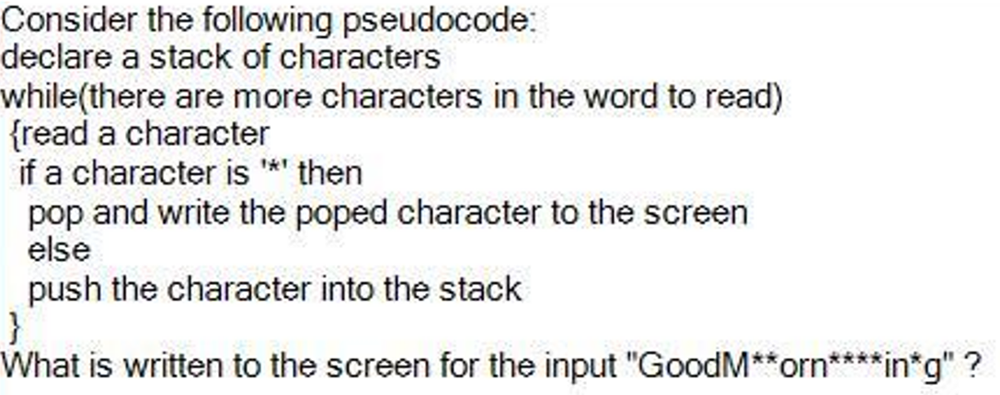 Consider the following pseudocode:
declare a stack of characters
while(there are more characters in the word to read)
{read a character
if a character is '*' then
pop and write the poped character to the screen
else
push the character into the stack
}
What is written to the screen for the input "GoodM**orn****in*g" ?